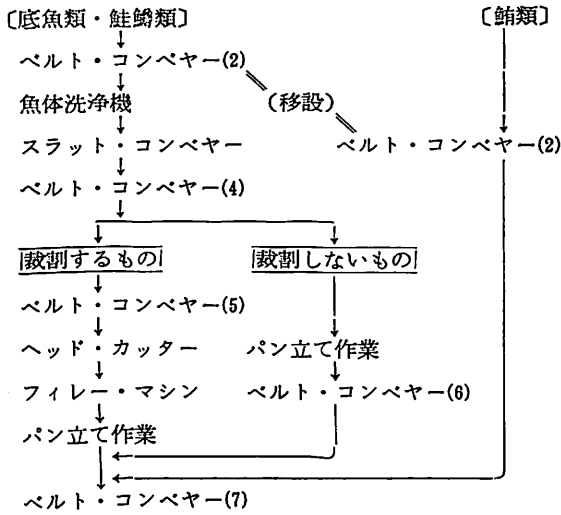 〔底魚類・鮭鱒類〕 〔鮪類〕
ベルト・コンベヤー(2)
魚体洗浄機 (移設)
スラット・コンベヤー ベルト・コンベヤー(2)
ベルト・コンベヤー(4)
裁割するもの 裁割しないもの
ベルト・コンベヤー(5)
ヘッド・カッター パン立て作業
フィレー・マシン ベルト・コンベヤー(6)
パン立て作業
ベルト・コンベヤー(7)